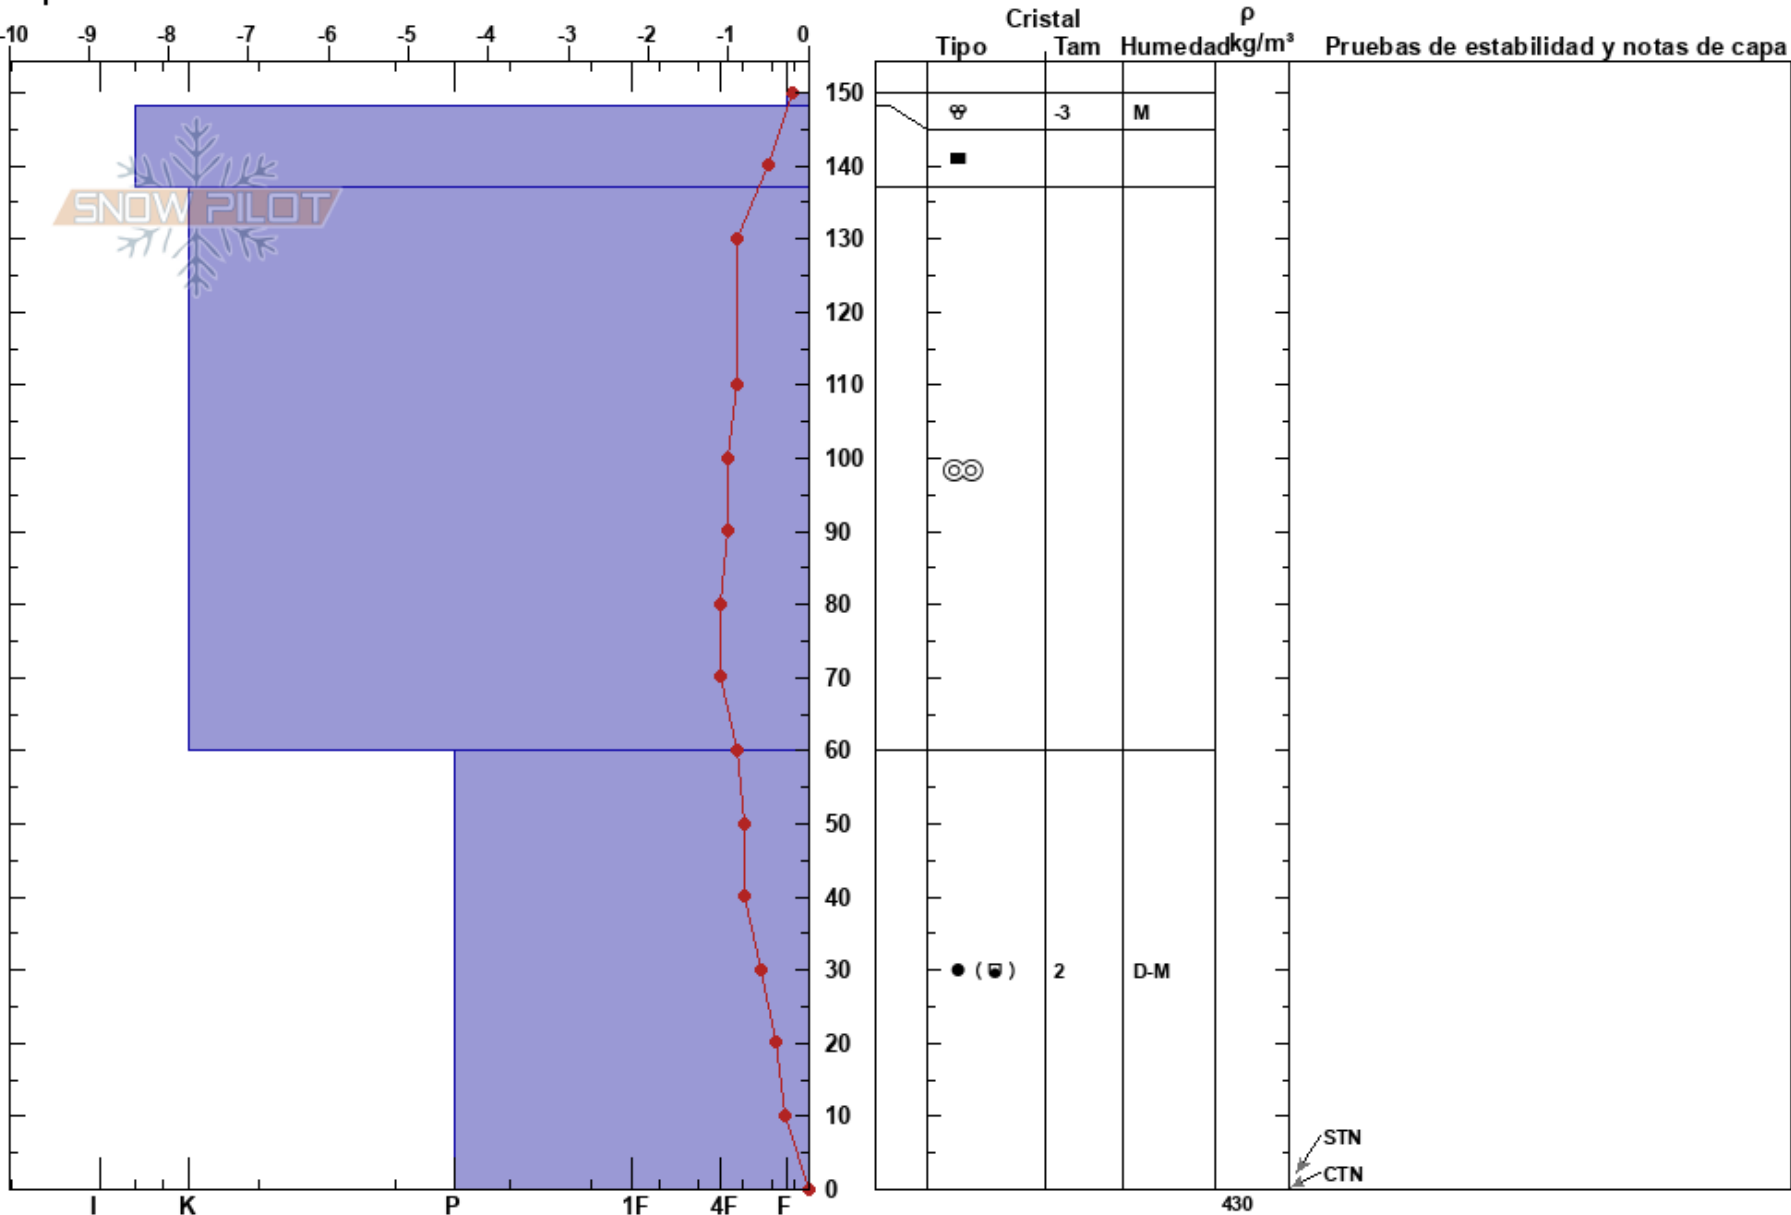 Cristal ρ
-10 -9 -8 -7 -6 -5 -4 -3 -2 -1 0 Tipo Tam Humedad kg/m³ Pruebas de estabilidad y notas de capa
150
-3 M
140
SNOW PILOT
130
120
110
100
90
80
70
60
50
40
30 ( ) 2 D-M
20
10
STN
CTN
0
I K P 1F 4F F 430